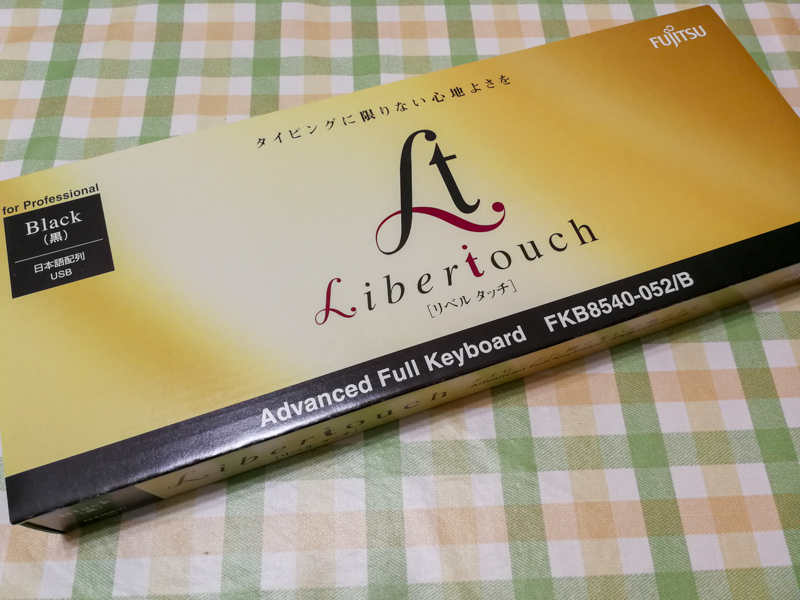 FUJITSU
タイピングに限りない心地よさを
Lt
Libertouch
[リベルタッチ]
for Professional
Black
(黒)
日本語配列
USB
Advanced Full Keyboard FKB8540-052/B
Libertouch